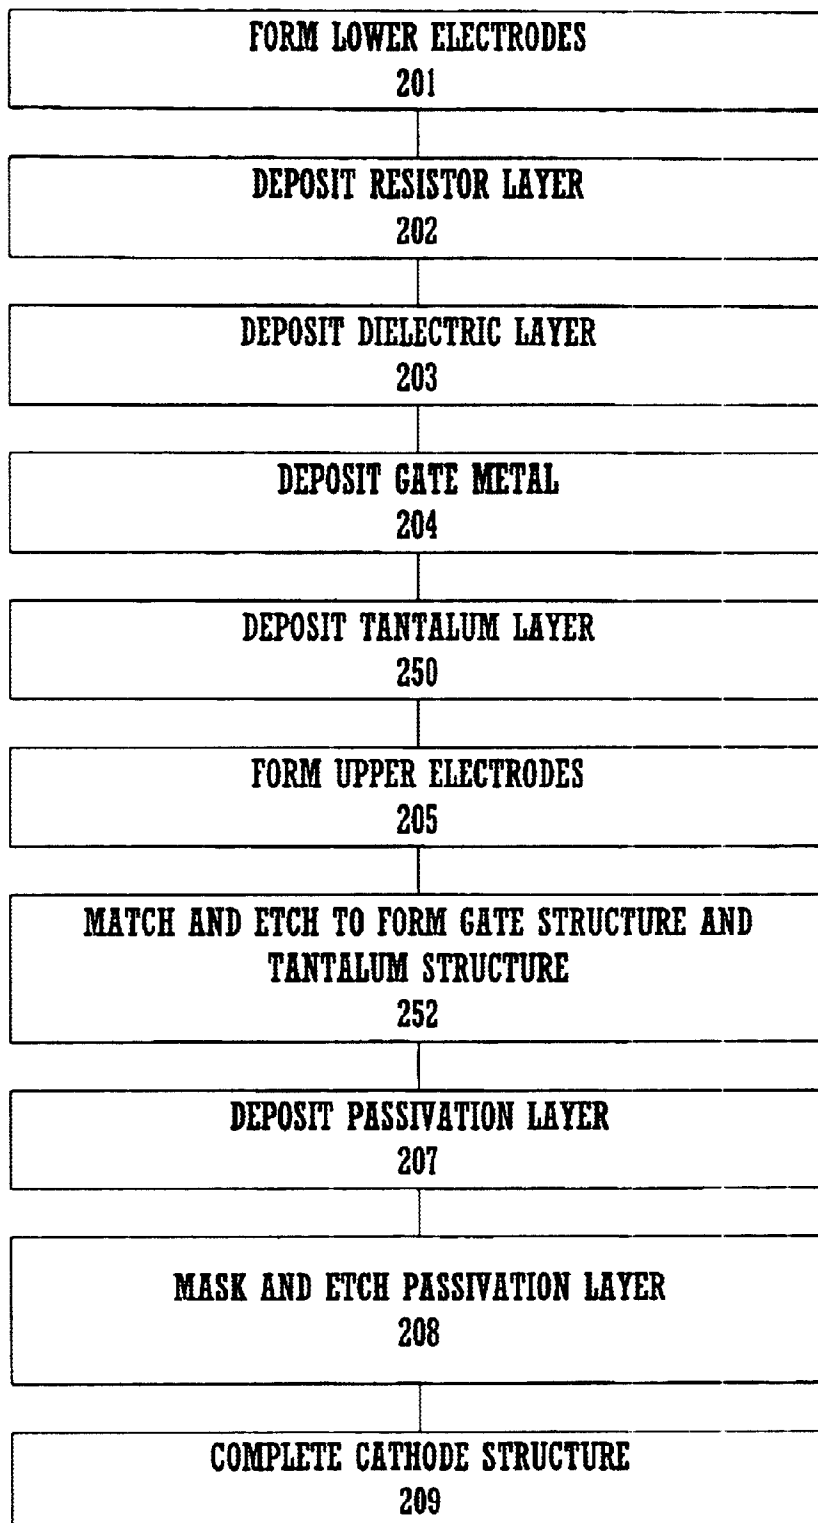 FORM LOWER ELECTRODES
201
DEPOSIT RESISTOR LAYER
202
DEPOSIT DIELECTRIC LAYER
203
DEPOSIT GATE METAL
204
DEPOSIT TANTALUM LAYER
250
FORM UPPER ELECTRODES
205
MATCH AND ETCH TO FORM GATE STRUCTURE AND
TANTALUM STRUCTURE
252
DEPOSIT PASSIVATION LAYER
207
MASK AND ETCH PASSIVATION LAYER
208
COMPLETE CATHODE STRUCTURE
209